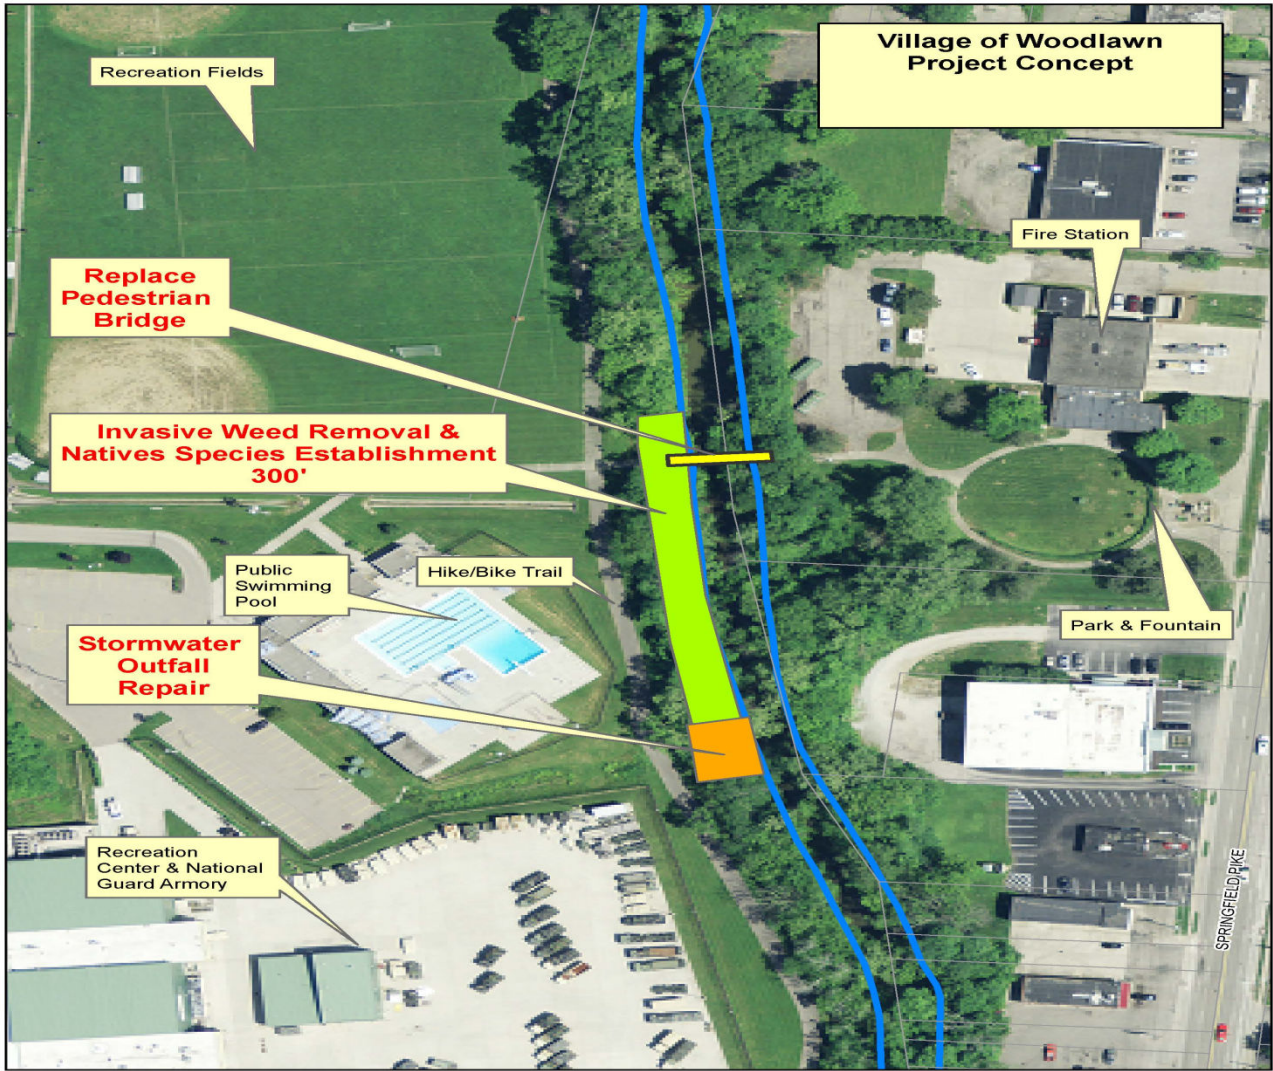 Village of Woodlawn
Project Concept
Recreation Fields
Fire Station
Replace
Pedestrian
Bridge
Invasive Weed Removal &
Natives Species Establishment
300'
Public
Swimming
Pool
Hike/Bike Trail
Park & Fountain
Stormwater
Outfall
Repair
Recreation
Center & National
Guard Armory
SPRINGFIELD PIKE